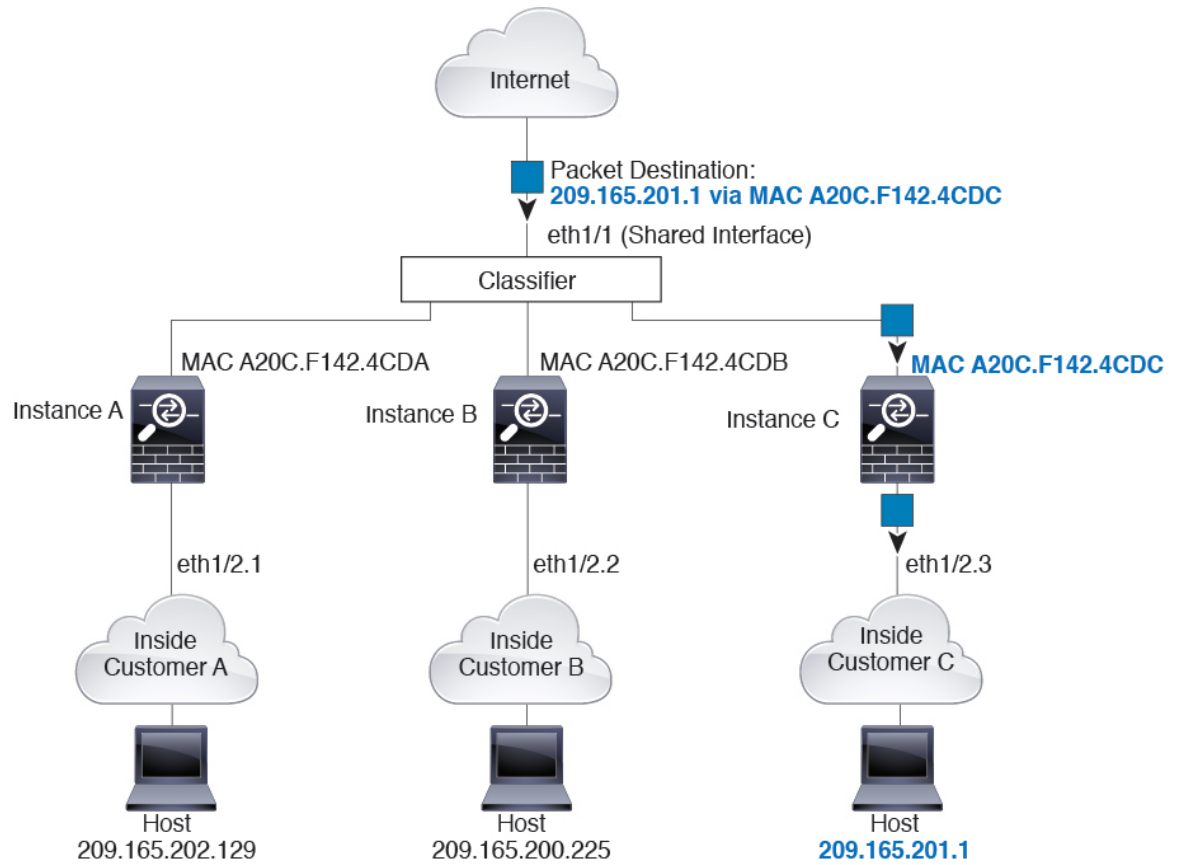 Internet
Packet Destination:
209.165.201.1 via MAC A20C.F142.4CDC
eth1/1 (Shared Interface)
Classifier
MAC A20C.F142.4CDA
MAC A20C.F142.4CDB
MAC A20C.F142.4CDC
Instance A
Instance B
Instance C
eth1/2.1
eth1/2.2
eth1/2.3
Inside
Customer A
Inside
Customer B
Inside
Customer C
Host
209.165.202.129
Host
209.165.200.225
Host
209.165.201.1